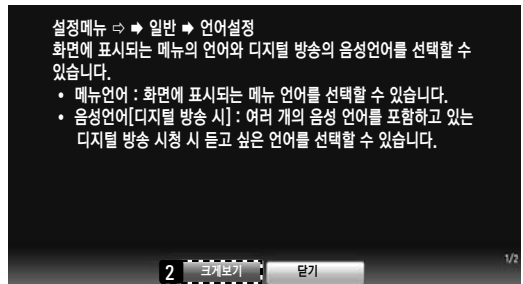 설정메뉴 ⇨ ➡ 일반 ➡ 언어설정
화면에 표시되는 메뉴의 언어와 디지털 방송의 음성언어를 선택할 수
있습니다.
• 메뉴언어 : 화면에 표시되는 메뉴 언어를 선택할 수 있습니다.
• 음성언어[디지털 방송 시] : 여러 개의 음성 언어를 포함하고 있는
디지털 방송 시청 시 듣고 싶은 언어를 선택할 수 있습니다.
1/2
2 크게보기 닫기